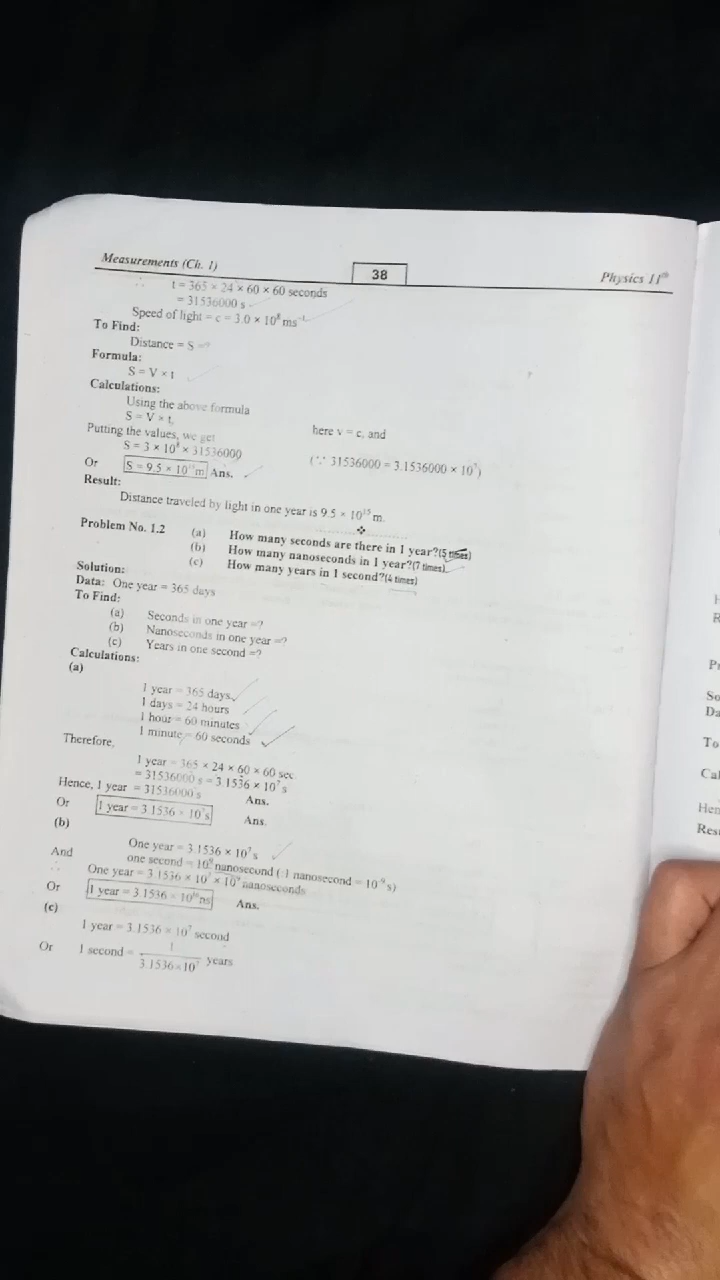 Measurements (Ch. 1)
38
Physics 11th
∴ t = 365 × 24 × 60 × 60 seconds
= 31536000 s
Speed of light = c = 3.0 × 10⁸ ms⁻¹
To Find:
Distance = S = ?
Formula:
S = V × t
Calculations:
Using the above formula
S = V × t, here v = c, and
Putting the values, we get
S = 3 × 10⁸ × 31536000 (∵ 31536000 = 3.1536000 × 10⁷)
Or S = 9.5 × 10¹⁵ m Ans.
Result:
Distance traveled by light in one year is 9.5 × 10¹⁵ m.
Problem No. 1.2 (a) How many seconds are there in 1 year?(5 times)
(b) How many nanoseconds in 1 year?(7 times)
(c) How many years in 1 second?(4 times)
Solution:
Data: One year = 365 days
To Find:
(a) Seconds in one year = ?
(b) Nanoseconds in one year = ?
(c) Years in one second = ?
Calculations:
(a)
1 year = 365 days
1 days = 24 hours
1 hour = 60 minutes
1 minute = 60 seconds
Therefore,
1 year = 365 × 24 × 60 × 60 sec
= 31536000 s = 3.1536 × 10⁷ s
Hence, 1 year = 31536000 s Ans.
Or 1 year = 3.1536 × 10⁷ s Ans.
(b)
One year = 3.1536 × 10⁷ s
And one second = 10⁹ nanosecond (∵ 1 nanosecond = 10⁻⁹ s)
∴ One year = 3.1536 × 10⁷ × 10⁹ nanoseconds
Or 1 year = 3.1536 × 10¹⁶ ns Ans.
(c)
1 year = 3.1536 × 10⁷ second
Or 1 second = 1 / 3.1536 × 10⁷ years
H
R
Pr
So
Da
To
Cal
Hen
Resu